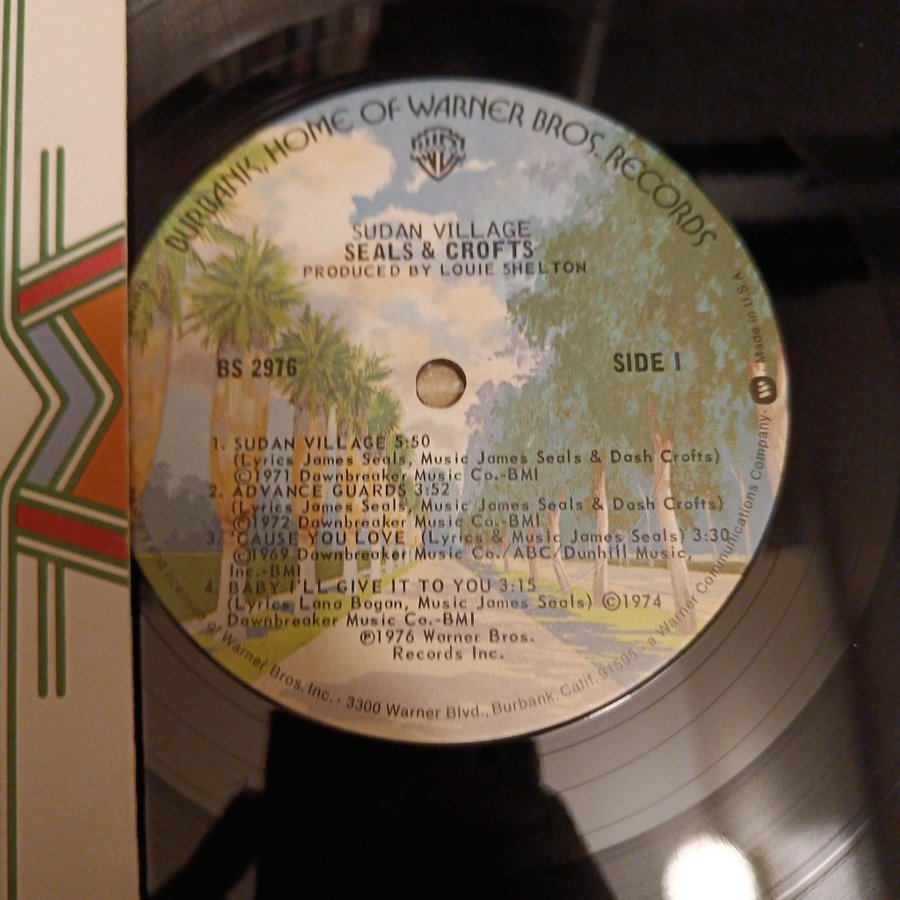 BURBANK, HOME OF WARNER BROS. RECORDS
WB
SUDAN VILLAGE
SEALS & CROFTS
PRODUCED BY LOUIE SHELTON
BS 2976
SIDE 1
1. SUDAN VILLAGE 5:50
(Lyrics James Seals, Music James Seals & Dash Crofts)
©1971 Dawnbreaker Music Co.-BMI
2. ADVANCE GUARDS 3:52
(Lyrics James Seals, Music James Seals & Dash Crofts)
©1972 Dawnbreaker Music Co.-BMI
3. 'CAUSE YOU LOVE (Lyrics & Music James Seals) 3:30
©1969 Dawnbreaker Music Co./ABC/Dunhill Music,
Inc.-BMI
4. BABY I'LL GIVE IT TO YOU 3:15
(Lyrics Lana Bogan, Music James Seals) ©1974
Dawnbreaker Music Co.-BMI
℗1976 Warner Bros.
Records Inc.
of Warner Bros. Inc. · 3300 Warner Blvd., Burbank, Calif. 91505 · a Warner Communications Company · Made in U.S.A.